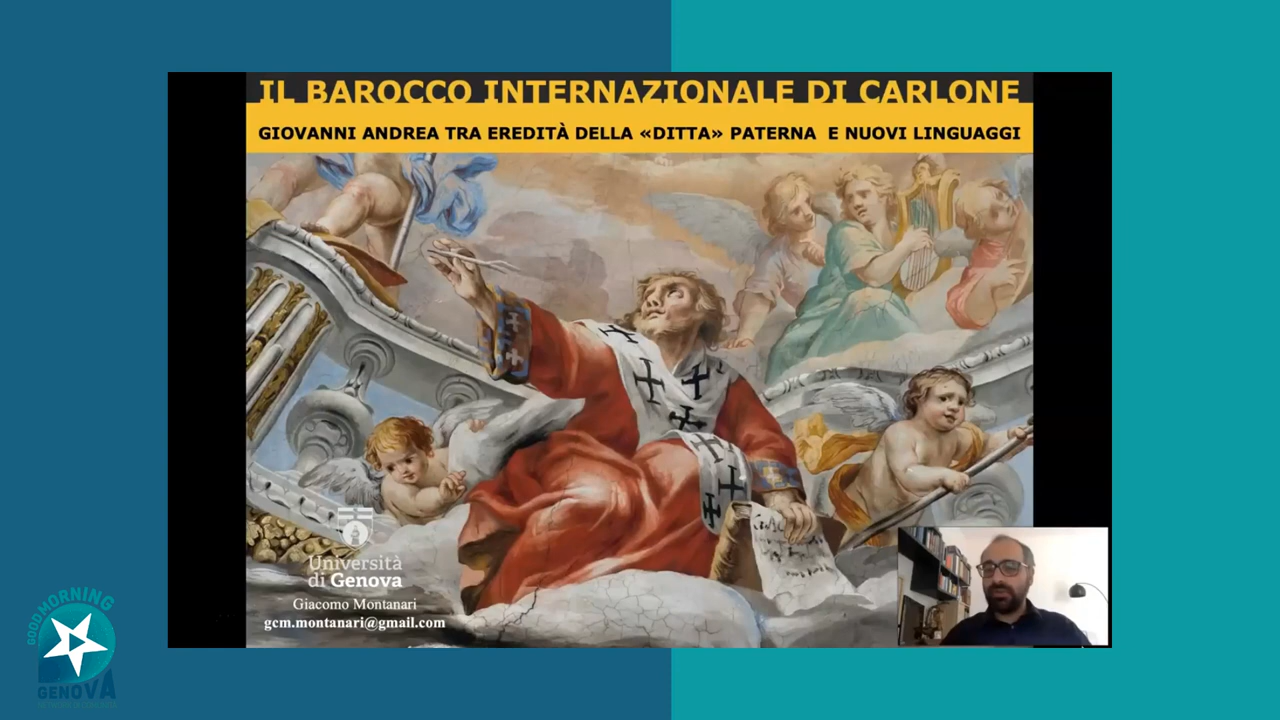 IL BAROCCO INTERNAZIONALE DI CARLONE
GIOVANNI ANDREA TRA EREDITÀ DELLA «DITTA» PATERNA E NUOVI LINGUAGGI
Università
di Genova
Giacomo Montanari
gcm.montanari@gmail.com
GOODMORNING
GENOVA